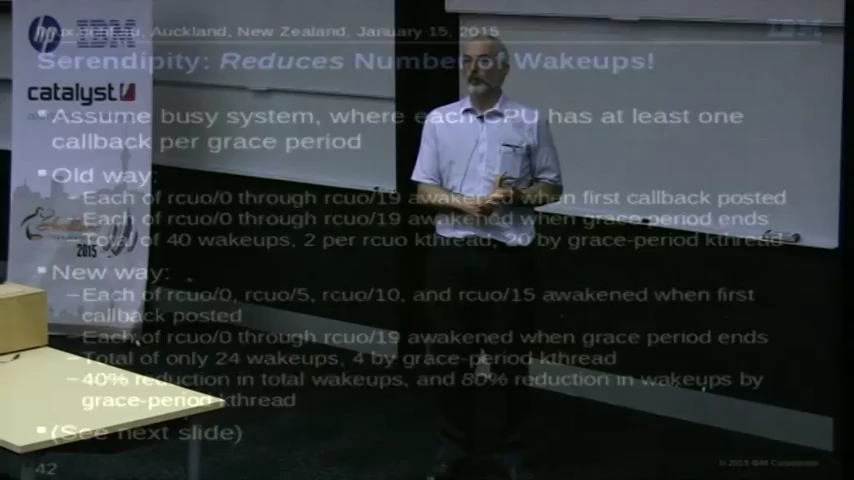 hp
IBM
Auckland, New Zealand, January 15, 2015
IBM
Serendipity: Reduces Number of Wakeups!
catalyst
Assume busy system, where each CPU has at least one
callback per grace period
Old way:
–Each of rcuo/0 through rcuo/19 awakened when first callback posted
–Each of rcuo/0 through rcuo/19 awakened when grace period ends
–Total of 40 wakeups, 2 per rcuo kthread, 20 by grace-period kthread
2015
New way:
–Each of rcuo/0, rcuo/5, rcuo/10, and rcuo/15 awakened when first
callback posted
–Each of rcuo/0 through rcuo/19 awakened when grace period ends
–Total of only 24 wakeups, 4 by grace-period kthread
–40% reduction in total wakeups, and 80% reduction in wakeups by
grace-period kthread
(See next slide)
42
© 2015 IBM Corporation